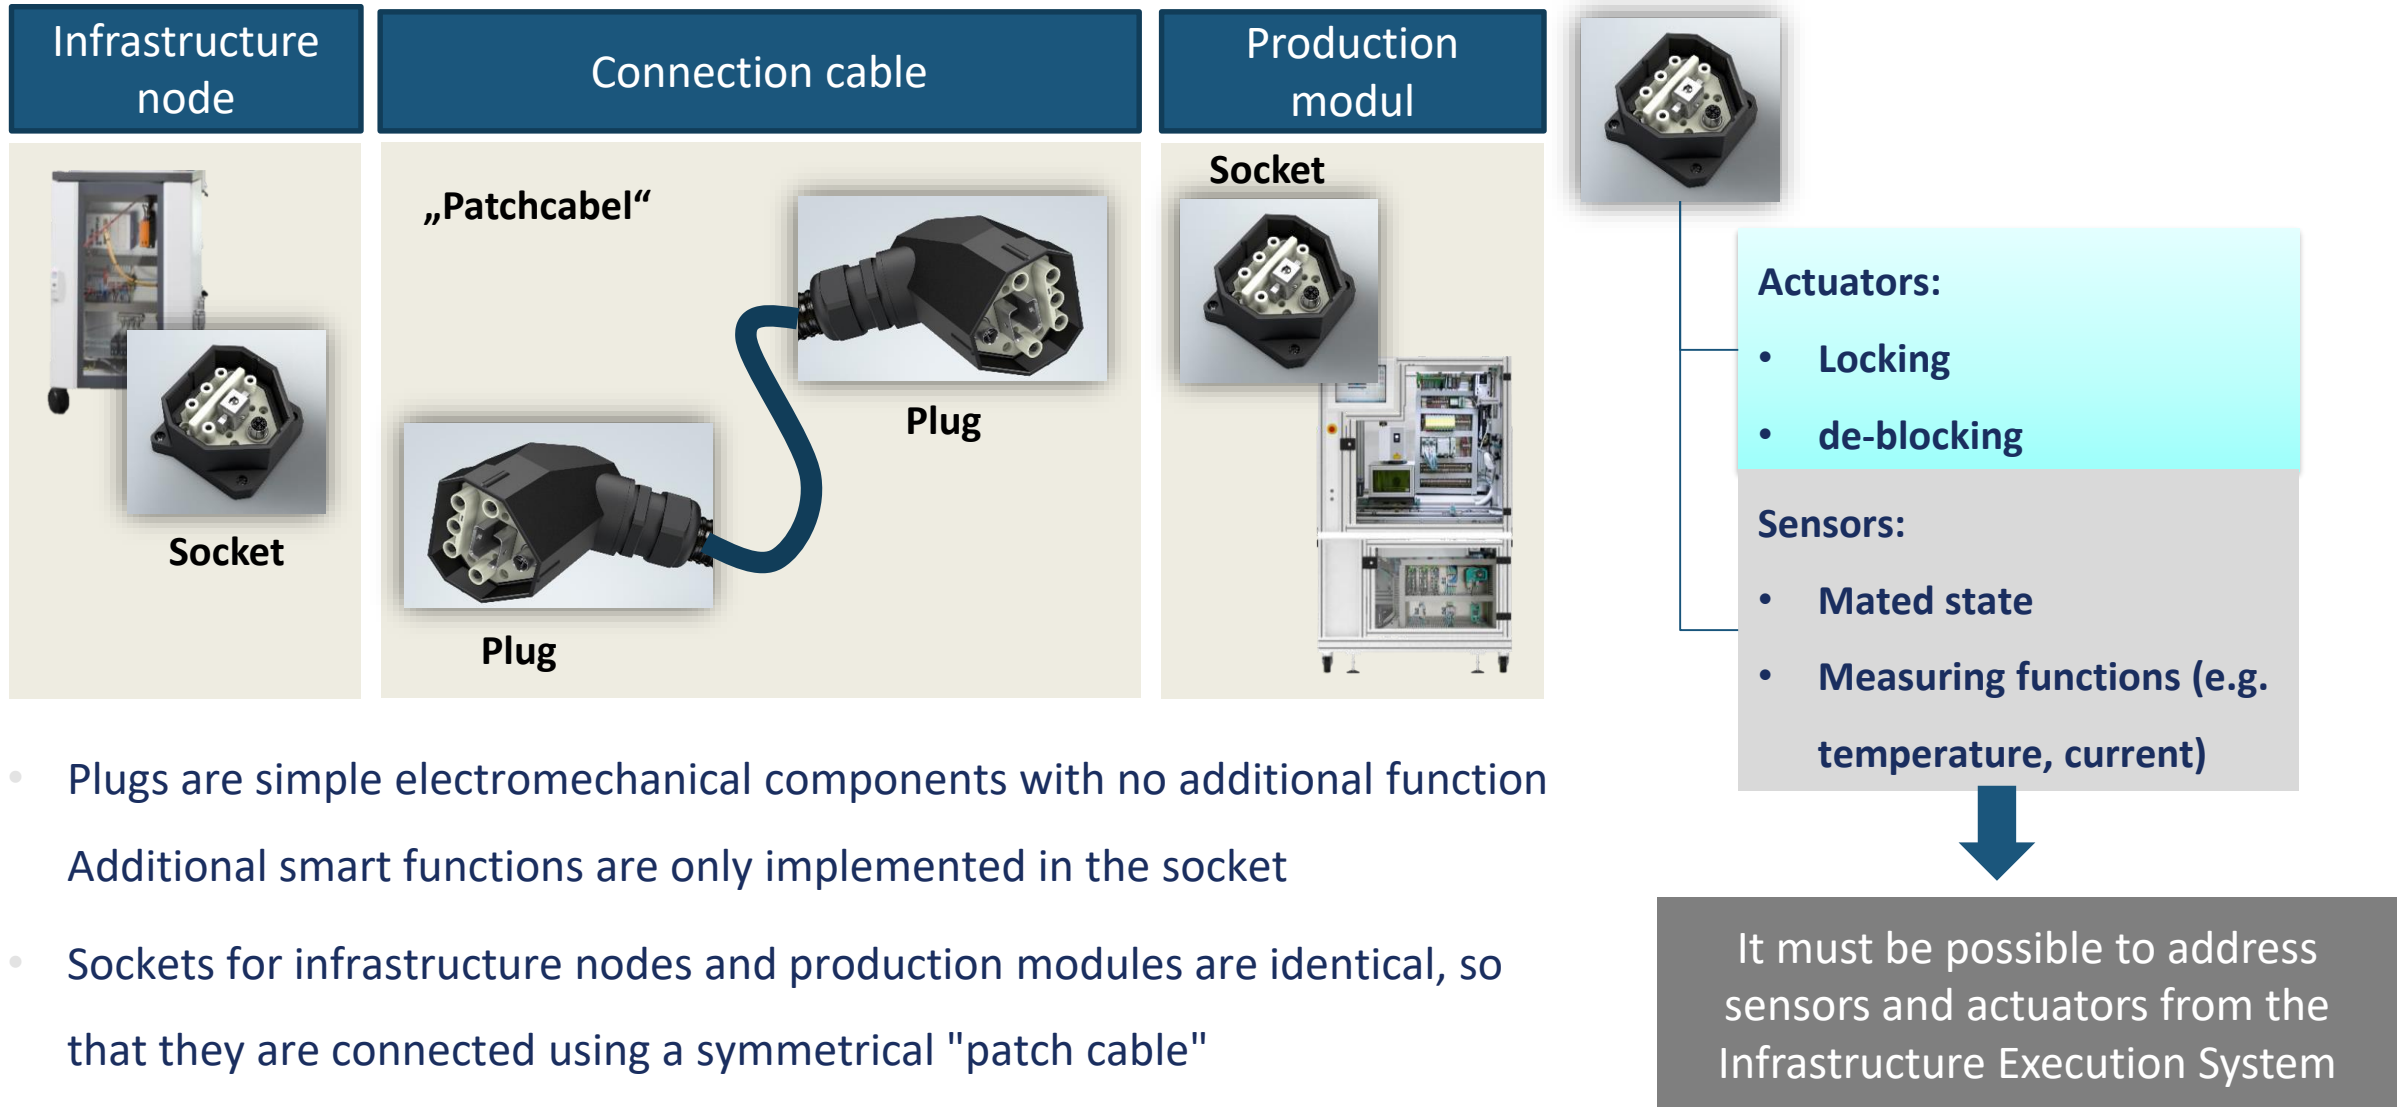 Infrastructure
node
Connection cable
Production
modul
Socket
„Patchcabel“
Plug
Socket
Plug
Actuators:
• Locking
• de-blocking
Sensors:
• Mated state
• Measuring functions (e.g.
temperature, current)
• Plugs are simple electromechanical components with no additional function
Additional smart functions are only implemented in the socket
• Sockets for infrastructure nodes and production modules are identical, so
that they are connected using a symmetrical "patch cable"
It must be possible to address
sensors and actuators from the
Infrastructure Execution System